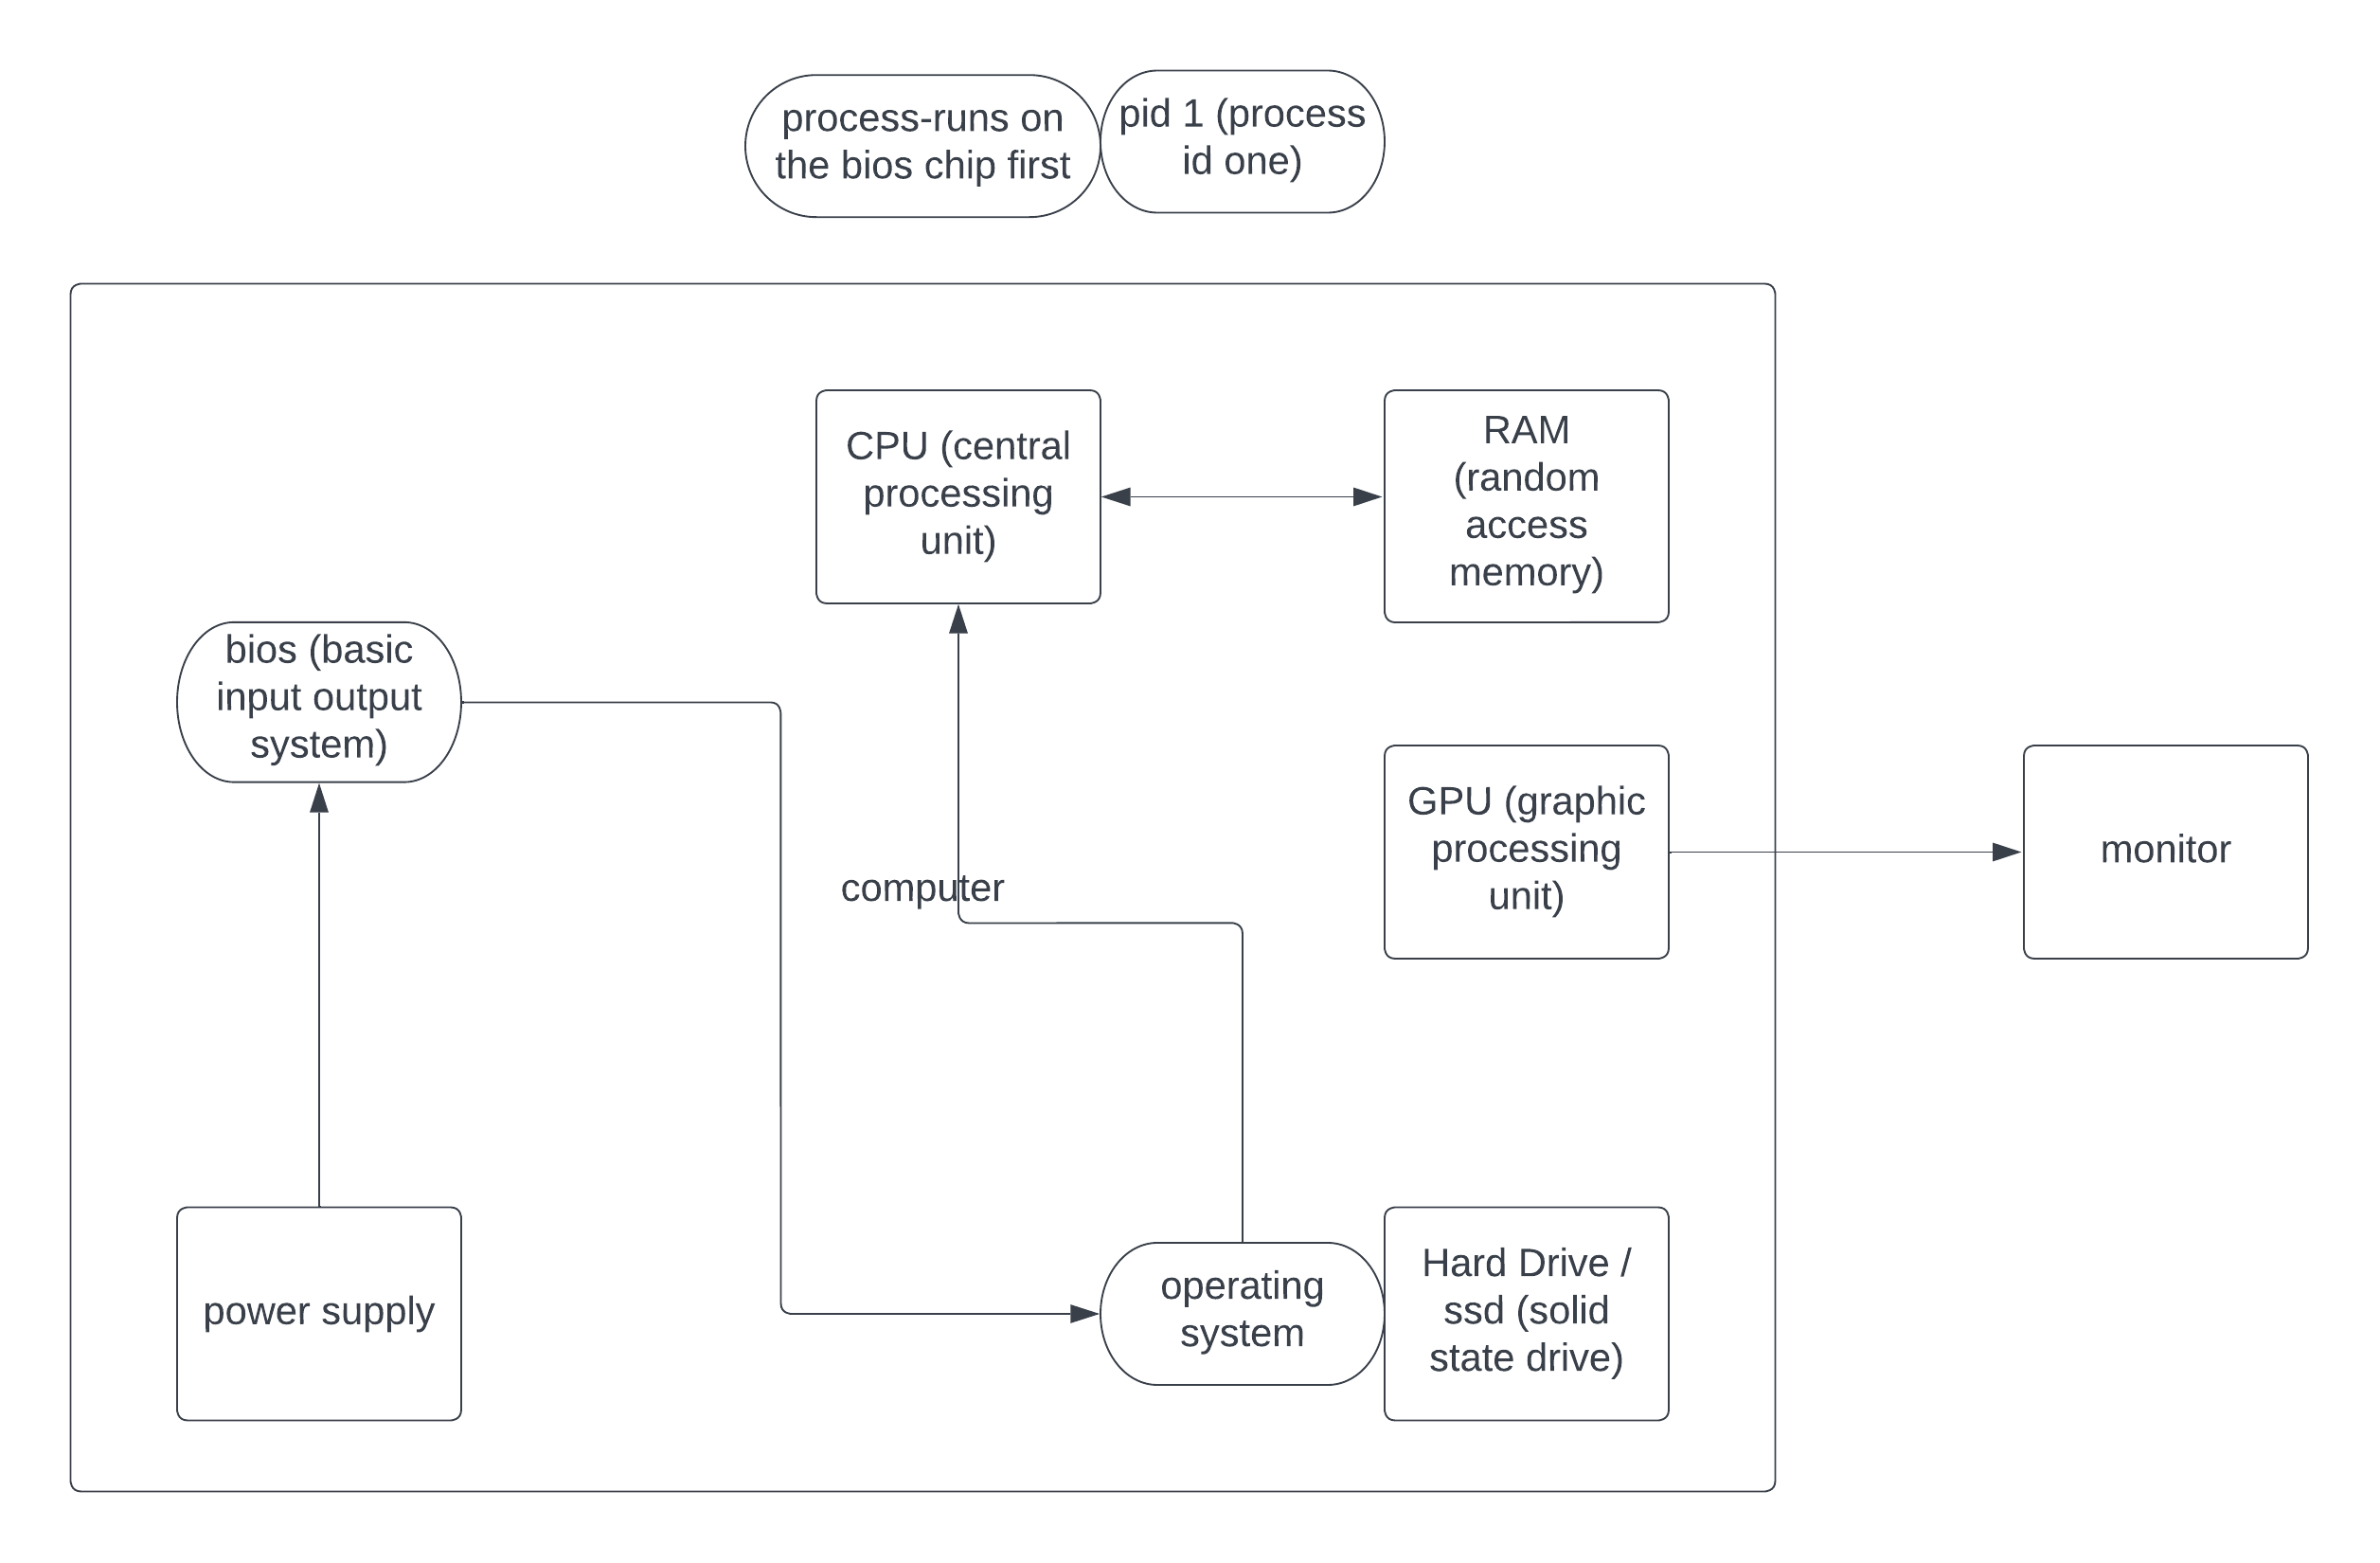 process-runs on
the bios chip first
pid 1 (process
id one)
CPU (central
processing
unit)
RAM
(random
access
memory)
bios (basic
input output
system)
GPU (graphic
processing
unit)
monitor
computer
power supply
operating
system
Hard Drive /
ssd (solid
state drive)